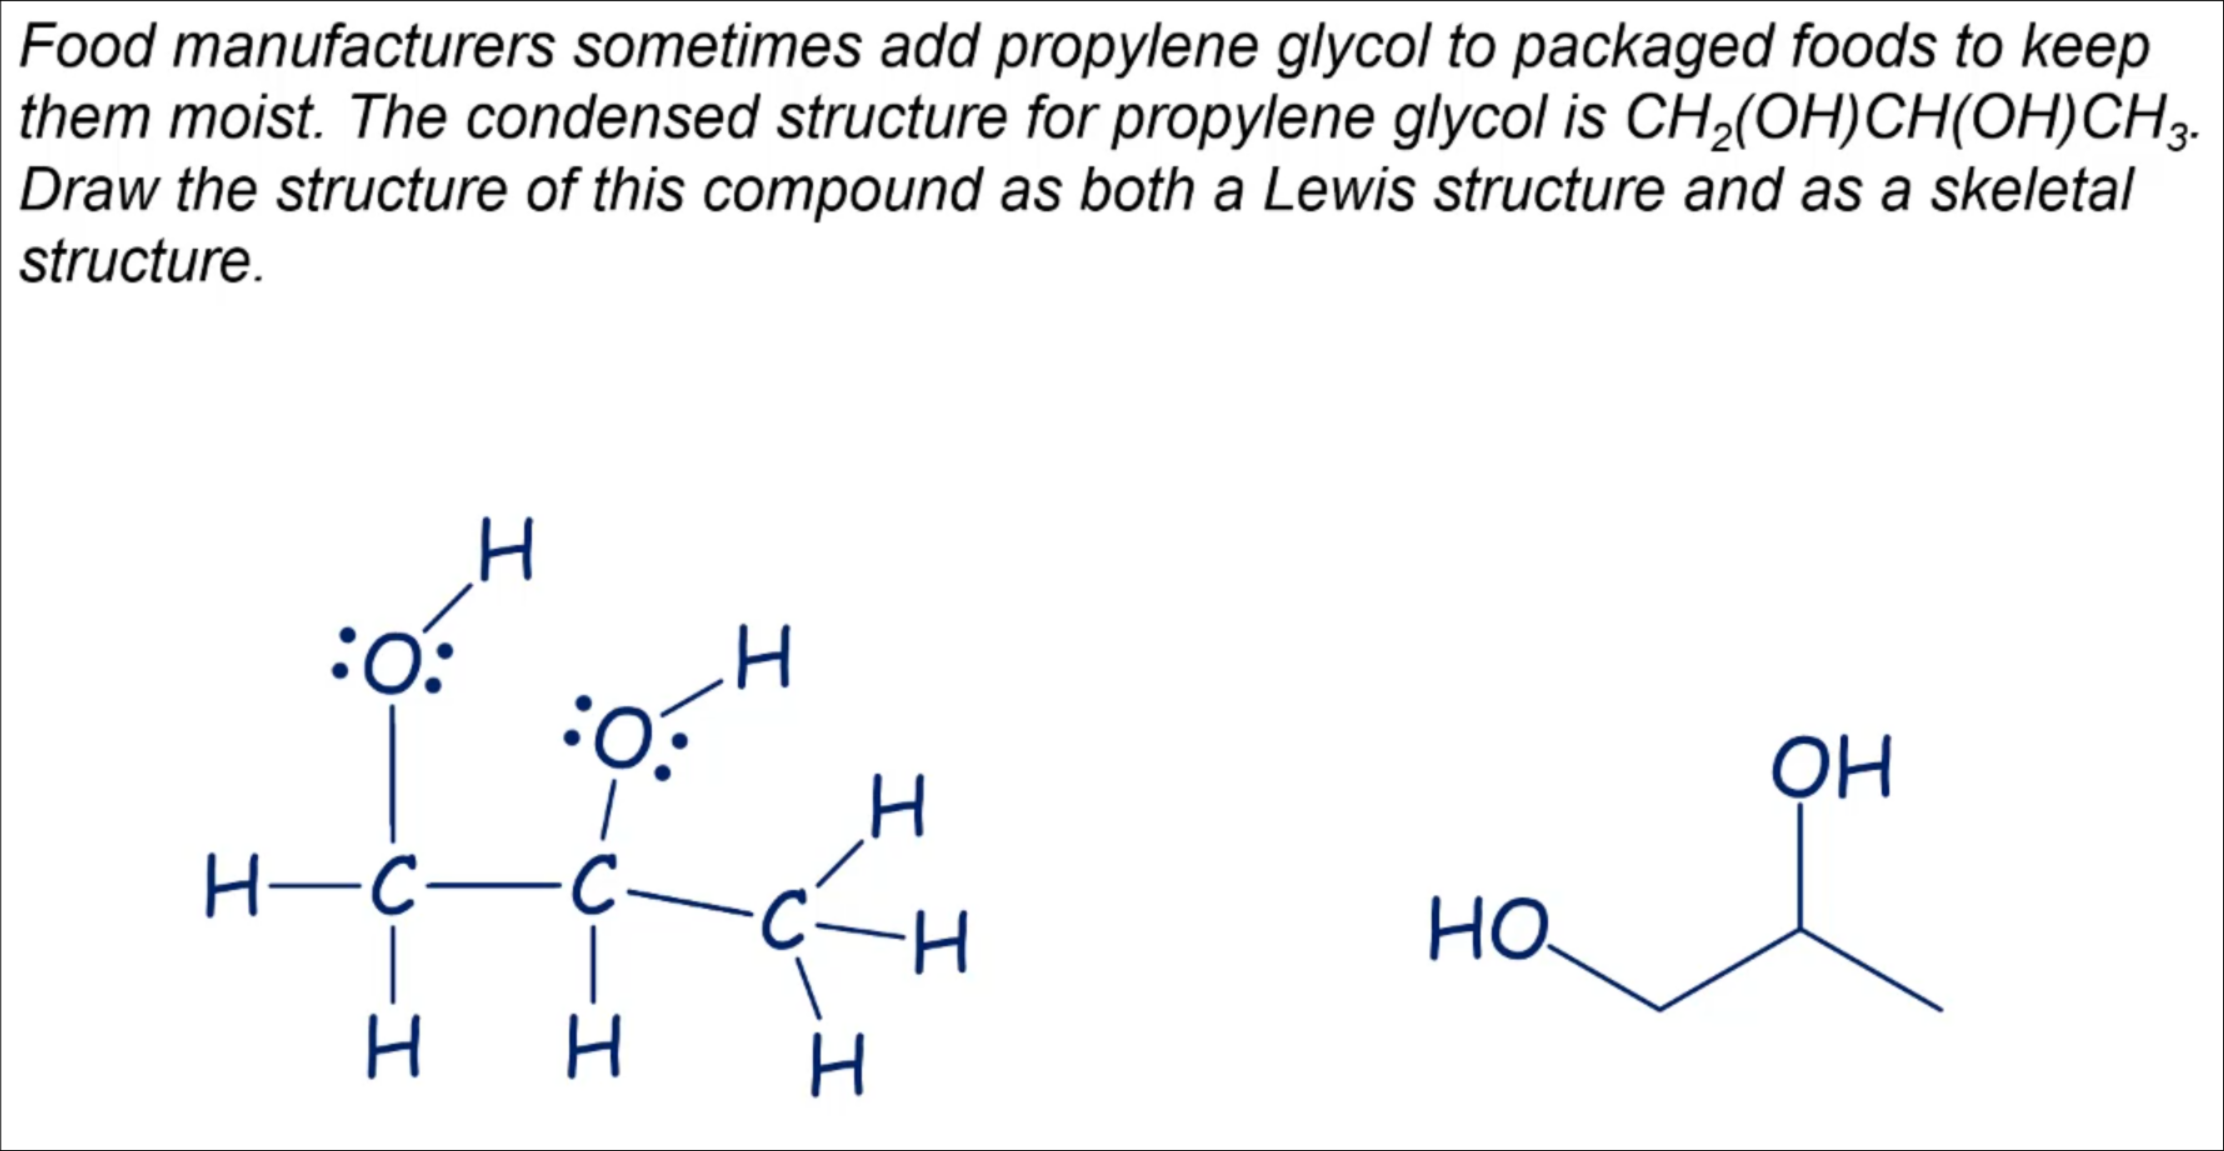 Food manufacturers sometimes add propylene glycol to packaged foods to keep
them moist. The condensed structure for propylene glycol is CH₂(OH)CH(OH)CH₃.
Draw the structure of this compound as both a Lewis structure and as a skeletal
structure.
H
:O:
H
:O:
H
OH
H C C C H
HO
H H H